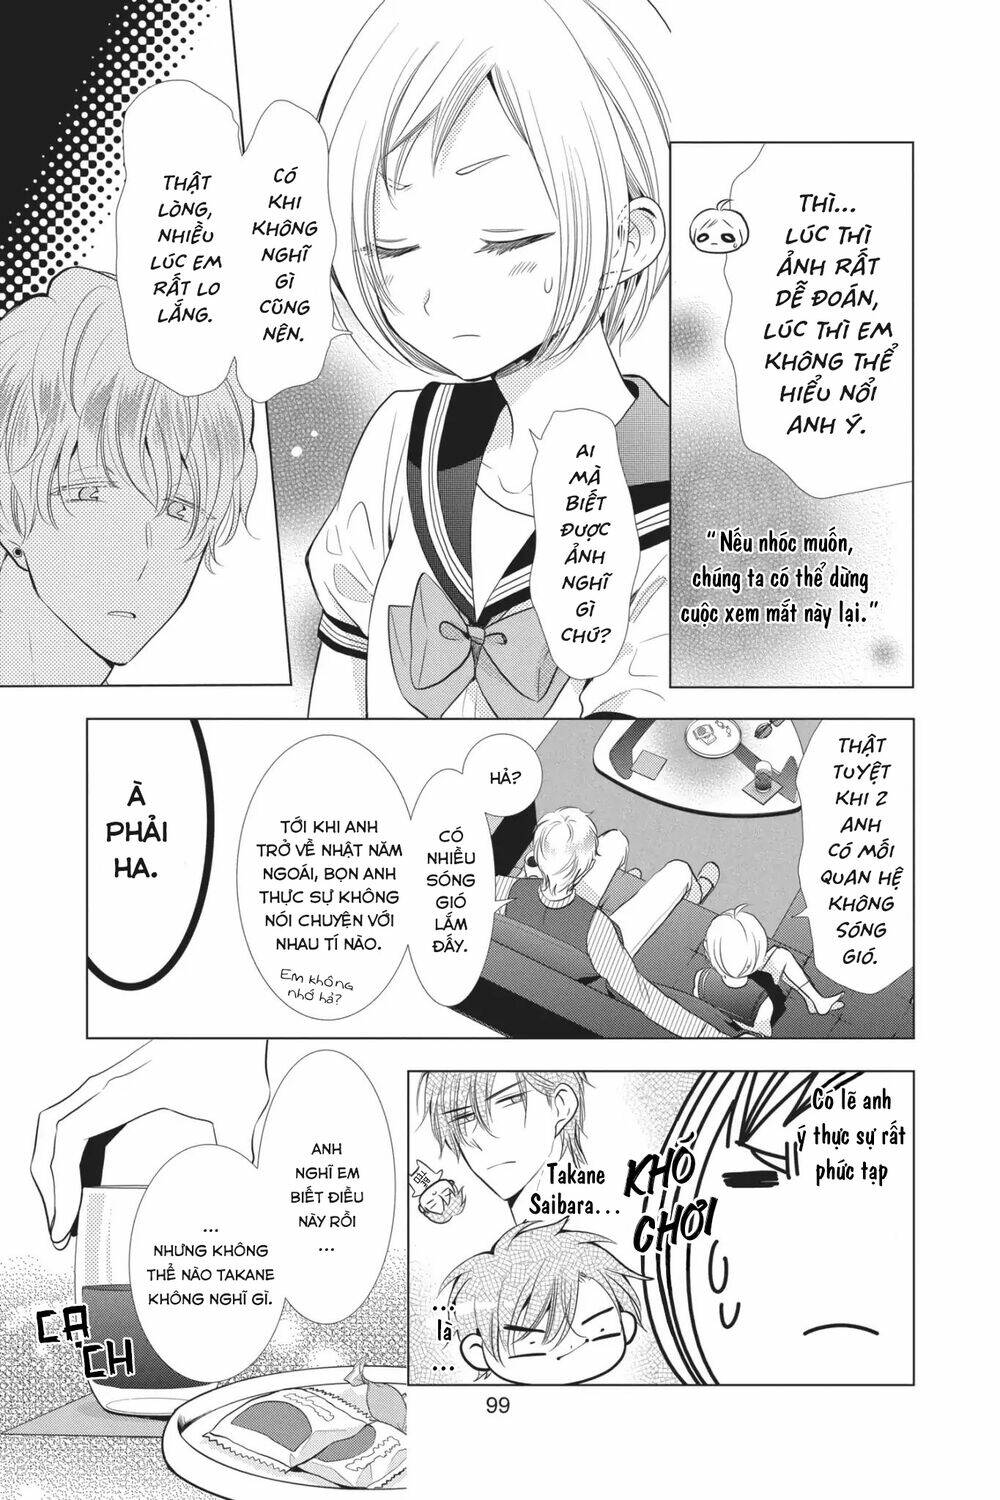 THÌ...
LÚC THÌ
ẢNH RẤT
DỄ ĐOÁN,
LÚC THÌ EM
KHÔNG THỂ
HIỂU NỔI
ANH Ý.
"Nếu nhóc muốn,
chúng ta có thể dừng
cuộc xem mắt này lại."
AI
MÀ
BIẾT
ĐƯỢC
ẢNH
NGHĨ
GÌ
CHỨ?
CÓ
KHI
KHÔNG
NGHĨ
GÌ
CŨNG
NÊN.
THẬT
LÒNG,
NHIỀU
LÚC EM
RẤT LO
LẮNG.
THẬT
TUYỆT
KHI 2
ANH
CÓ MỐI
QUAN HỆ
KHÔNG
SÓNG
GIÓ.
HẢ?
CÓ
NHIỀU
SÓNG
GIÓ
LẮM
ĐẤY.
TỚI KHI ANH
TRỞ VỀ NHẬT NĂM
NGOÁI, BỌN ANH
THỰC SỰ KHÔNG
NÓI CHUYỆN VỚI
NHAU TÍ NÀO.
Em không
nhớ hả?
À
PHẢI
HA.
Có lẽ anh
ý thực sự rất
phức tạp
KHÓ
CHƠI
Takane
Saibara...
...
là
...
ANH
NGHĨ EM
BIẾT ĐIỀU
NÀY RỒI
...
...
NHƯNG KHÔNG
THỂ NÀO TAKANE
KHÔNG NGHĨ GÌ.
CẠ
CH
99